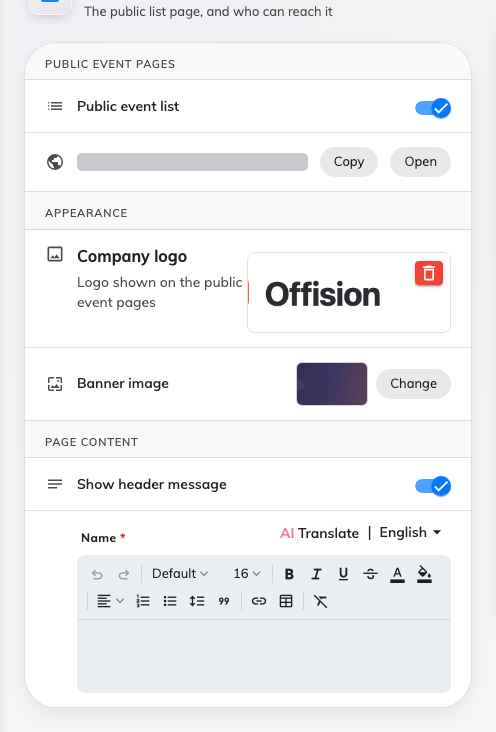 The public list page, and who can reach it
PUBLIC EVENT PAGES
Public event list
Copy
Open
APPEARANCE
Company logo
Logo shown on the public
event pages
Offision
Banner image
Change
PAGE CONTENT
Show header message
Name *
AI Translate | English
Default
16
B I U S A